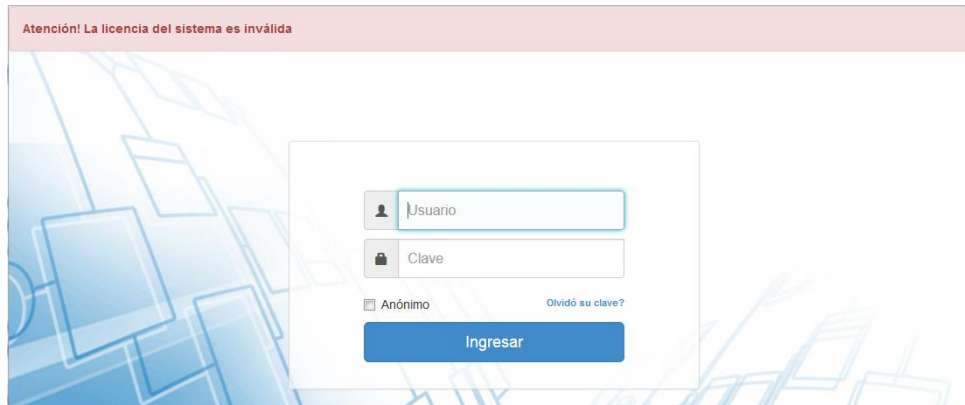 Atención! La licencia del sistema es inválida
Usuario
Clave
Anónimo Olvidó su clave?
Ingresar